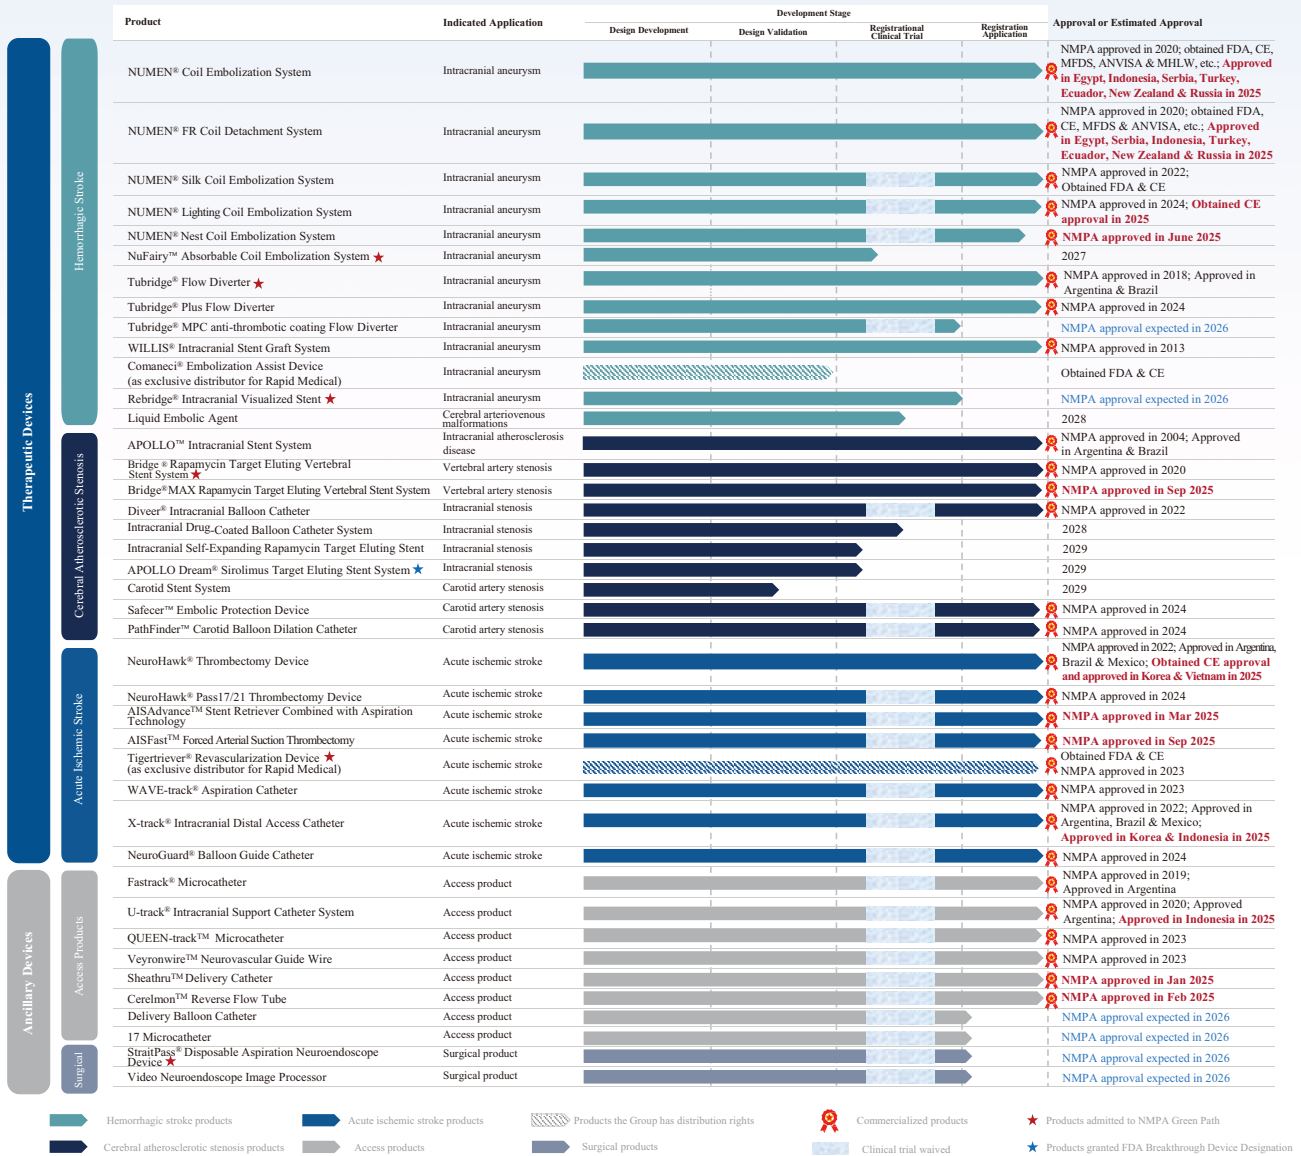 Product
Indicated Application
Development Stage
Design Development
Design Validation
Registrational
Clinical Trial
Registration
Application
Approval or Estimated Approval
Therapeutic Devices
Hemorrhagic Stroke
NUMEN® Coil Embolization System
Intracranial aneurysm
NMPA approved in 2020; obtained FDA, CE,
MFDS, ANVISA & MHLW, etc.; Approved
in Egypt, Indonesia, Serbia, Turkey,
Ecuador, New Zealand & Russia in 2025
NUMEN® FR Coil Detachment System
Intracranial aneurysm
NMPA approved in 2020; obtained FDA,
CE, MFDS & ANVISA, etc.; Approved
in Egypt, Serbia, Indonesia, Turkey,
Ecuador, New Zealand & Russia in 2025
NUMEN® Silk Coil Embolization System
Intracranial aneurysm
NMPA approved in 2022;
Obtained FDA & CE
NUMEN® Lighting Coil Embolization System
Intracranial aneurysm
NMPA approved in 2024; Obtained CE
approval in 2025
NUMEN® Nest Coil Embolization System
Intracranial aneurysm
NMPA approved in June 2025
NuFairy™ Absorbable Coil Embolization System
Intracranial aneurysm
2027
Tubridge® Flow Diverter
Intracranial aneurysm
NMPA approved in 2018; Approved in
Argentina & Brazil
Tubridge® Plus Flow Diverter
Intracranial aneurysm
NMPA approved in 2024
Tubridge® MPC anti-thrombotic coating Flow Diverter
Intracranial aneurysm
NMPA approval expected in 2026
WILLIS® Intracranial Stent Graft System
Intracranial aneurysm
NMPA approved in 2013
Comaneci® Embolization Assist Device
(as exclusive distributor for Rapid Medical)
Intracranial aneurysm
Obtained FDA & CE
Rebridge® Intracranial Visualized Stent
Intracranial aneurysm
NMPA approval expected in 2026
Liquid Embolic Agent
Cerebral arteriovenous
malformations
2028
Cerebral Atherosclerotic Stenosis
APOLLO™ Intracranial Stent System
Intracranial atherosclerosis
disease
NMPA approved in 2004; Approved
in Argentina & Brazil
Bridge® Rapamycin Target Eluting Vertebral
Stent System
Vertebral artery stenosis
NMPA approved in 2020
Bridge®MAX Rapamycin Target Eluting Vertebral Stent System
Vertebral artery stenosis
NMPA approved in Sep 2025
Diveer® Intracranial Balloon Catheter
Intracranial stenosis
NMPA approved in 2022
Intracranial Drug-Coated Balloon Catheter System
Intracranial stenosis
2028
Intracranial Self-Expanding Rapamycin Target Eluting Stent
Intracranial stenosis
2029
APOLLO Dream® Sirolimus Target Eluting Stent System
Intracranial stenosis
2029
Carotid Stent System
Carotid artery stenosis
2029
Safecer™ Embolic Protection Device
Carotid artery stenosis
NMPA approved in 2024
PathFinder™ Carotid Balloon Dilation Catheter
Carotid artery stenosis
NMPA approved in 2024
Acute Ischemic Stroke
NeuroHawk® Thrombectomy Device
Acute ischemic stroke
NMPA approved in 2022; Approved in Argentina,
Brazil & Mexico; Obtained CE approval
and approved in Korea & Vietnam in 2025
NeuroHawk® Pass17/21 Thrombectomy Device
Acute ischemic stroke
NMPA approved in 2024
AISAdvance™ Stent Retriever Combined with Aspiration
Technology
Acute ischemic stroke
NMPA approved in Mar 2025
AISFast™ Forced Arterial Suction Thrombectomy
Acute ischemic stroke
NMPA approved in Sep 2025
Tigertriever® Revascularization Device
(as exclusive distributor for Rapid Medical)
Acute ischemic stroke
Obtained FDA & CE
NMPA approved in 2023
WAVE-track® Aspiration Catheter
Acute ischemic stroke
NMPA approved in 2023
X-track® Intracranial Distal Access Catheter
Acute ischemic stroke
NMPA approved in 2022; Approved in
Argentina, Brazil & Mexico;
Approved in Korea & Indonesia in 2025
NeuroGuard® Balloon Guide Catheter
Acute ischemic stroke
NMPA approved in 2024
Ancillary Devices
Access Products
Fastrack® Microcatheter
Access product
NMPA approved in 2019;
Approved in Argentina
U-track® Intracranial Support Catheter System
Access product
NMPA approved in 2020; Approved
Argentina; Approved in Indonesia in 2025
QUEEN-track™ Microcatheter
Access product
NMPA approved in 2023
Veyronwire™ Neurovascular Guide Wire
Access product
NMPA approved in 2023
Sheathru™ Delivery Catheter
Access product
NMPA approved in Jan 2025
Cerelmon™ Reverse Flow Tube
Access product
NMPA approved in Feb 2025
Delivery Balloon Catheter
Access product
NMPA approval expected in 2026
17 Microcatheter
Access product
NMPA approval expected in 2026
Surgical
StraitPass® Disposable Aspiration Neuroendoscope
Device
Surgical product
NMPA approval expected in 2026
Video Neuroendoscope Image Processor
Surgical product
NMPA approval expected in 2026
Hemorrhagic stroke products
Acute ischemic stroke products
Products the Group has distribution rights
Commercialized products
Products admitted to NMPA Green Path
Cerebral atherosclerotic stenosis products
Access products
Surgical products
Clinical trial waived
Products granted FDA Breakthrough Device Designation